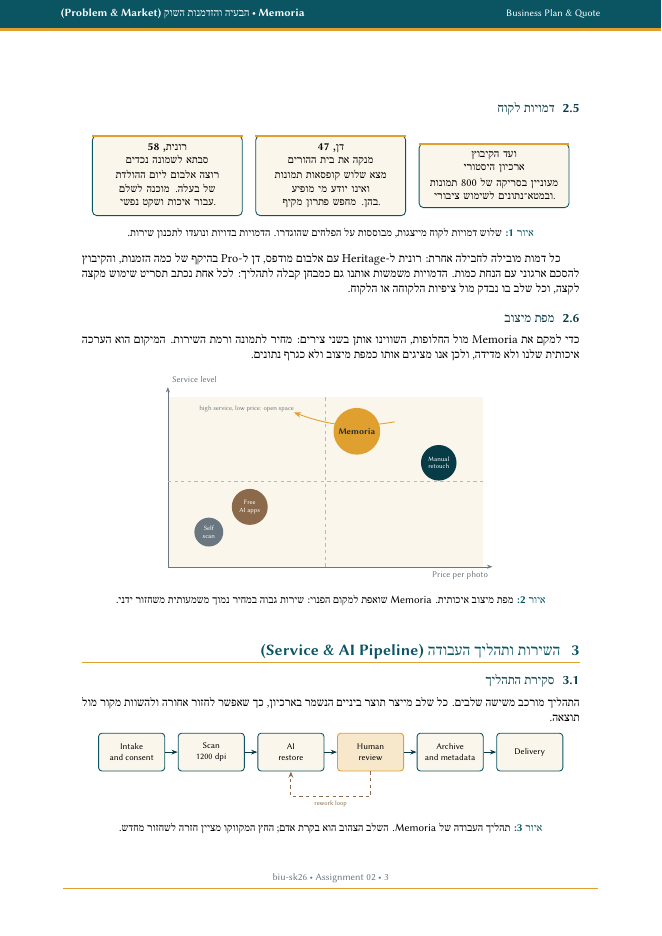 Memoria • הבעיה והזדמנות השוק (Problem & Market)
Business Plan & Quote
2.5 דמויות לקוח
ועד הקיבוץ
ארכיון היסטורי
מעוניין בסריקה של 800 תמונות
ובמטא־נתונים לשימוש ציבורי.
דן, 47
מנקה את בית ההורים
מצא שלוש קופסאות תמונות
ואינו יודע מי מופיע
בהן. מחפש פתרון מקיף.
רונית, 58
סבתא לשמונה נכדים
רוצה אלבום ליום ההולדת
של בעלה. מוכנה לשלם
עבור איכות ושקט נפשי.
איור 1: שלוש דמויות לקוח מייצגות, מבוססות על הפלחים שהוגדרו. הדמויות בדויות ונועדו לתכנון שירות.
כל דמות מובילה לחבילה אחרת: רונית ל-Heritage עם אלבום מודפס, דן ל-Pro בהיקף של כמה הזמנות, והקיבוץ
להסכם ארגוני עם הנחת כמות. הדמויות משמשות אותנו גם כמבחן קבלה לתהליך: לכל אחת נכתב תסריט שימוש מקצה
לקצה, וכל שלב בו נבדק מול ציפיות הלקוחה או הלקוח.
2.6 מפת מיצוב
כדי למקם את Memoria מול החלופות, השווינו אותן בשני צירים: מחיר לתמונה ורמת השירות. המיקום הוא הערכה
איכותית שלנו ולא מדידה, ולכן אנו מציגים אותו כמפת מיצוב ולא כגרף נתונים.
Service level
high service, low price: open space
Memoria
Manual
retouch
Free
AI apps
Self
scan
Price per photo
איור 2: מפת מיצוב איכותית. Memoria שואפת למקום הפנוי: שירות גבוה במחיר נמוך משמעותית משחזור ידני.
3 השירות ותהליך העבודה (Service & AI Pipeline)
3.1 סקירת התהליך
התהליך מורכב משישה שלבים. כל שלב מייצר תוצר ביניים הנשמר בארכיון, כך שאפשר לחזור אחורה ולהשוות מקור מול
תוצאה.
Intake
and consent
Scan
1200 dpi
AI
restore
Human
review
Archive
and metadata
Delivery
rework loop
איור 3: תהליך העבודה של Memoria. השלב הצהוב הוא בקרת אדם; החץ המקווקו מציין חזרה לשחזור מחדש.
biu-sk26 • Assignment 02 • 3